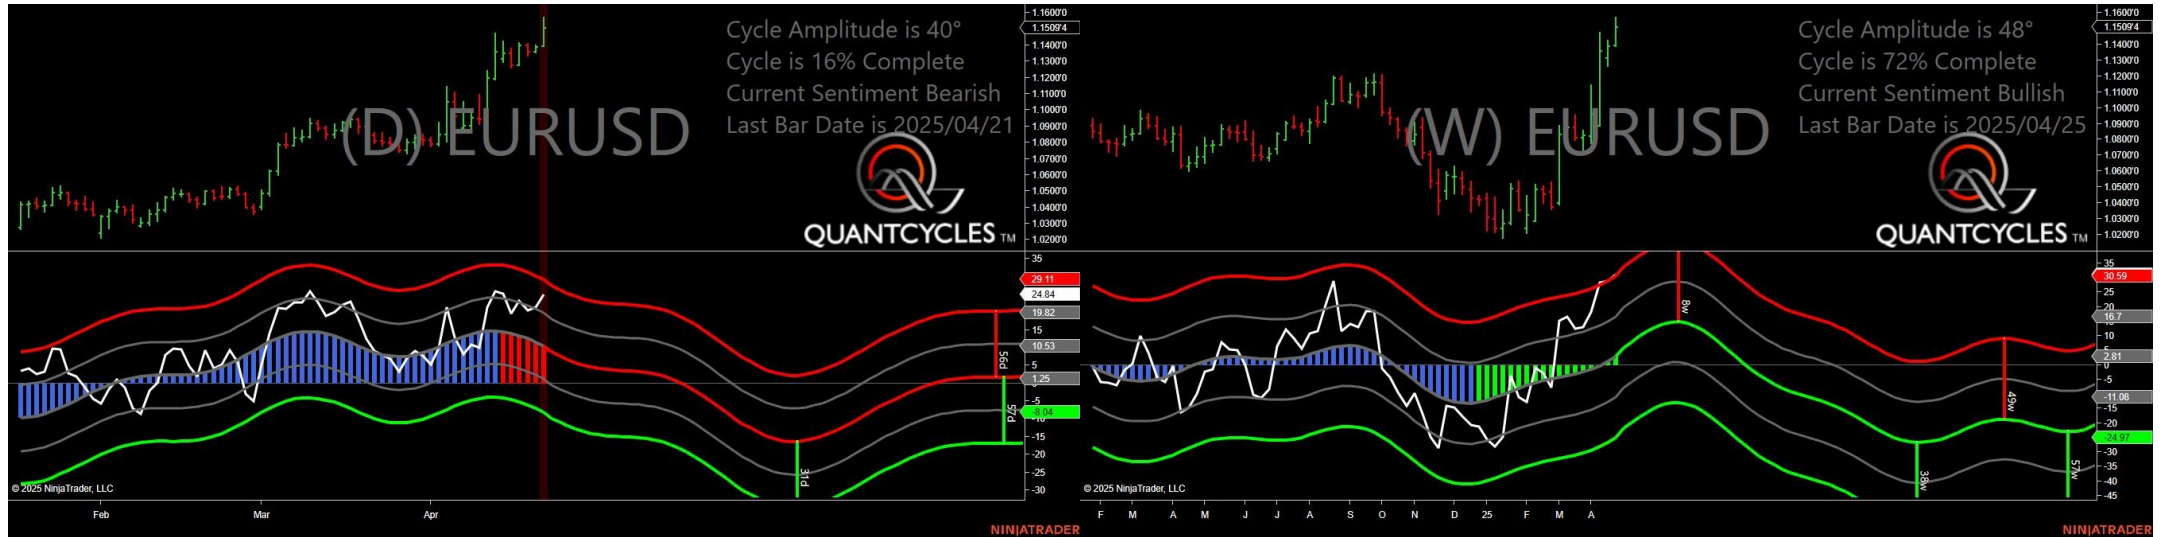 Cycle Amplitude is 40°
Cycle is 16% Complete
Current Sentiment Bearish
Last Bar Date is 2025/04/21
(D) EURUSD
QUANTCYCLES TM
1.1600'0
1.1509'4
1.1400'0
1.1300'0
1.1200'0
1.1000'0
1.0900'0
1.0800'0
1.0700'0
1.0600'0
1.0500'0
1.0400'0
1.0300'0
1.0200'0
35
29.11
24.84
19.82
15
10.53
5
1.25
-5
-8.04
-15
-20
-25
-30
56d
57d
31d
© 2025 NinjaTrader, LLC
Feb
Mar
Apr
NINJATRADER
Cycle Amplitude is 48°
Cycle is 72% Complete
Current Sentiment Bullish
Last Bar Date is 2025/04/25
(W) EURUSD
QUANTCYCLES TM
1.1600'0
1.1509'4
1.1400'0
1.1300'0
1.1200'0
1.1100'0
1.1000'0
1.0900'0
1.0800'0
1.0700'0
1.0600'0
1.0500'0
1.0400'0
1.0300'0
1.0200'0
35
30.59
25
20
16.7
10
5
2.81
0
-5
-11.08
-15
-20
-24.97
-30
-35
-40
-45
8w
49w
38w
57w
© 2025 NinjaTrader, LLC
F
M
A
M
J
J
A
S
O
N
D
25
F
M
A
NINJATRADER